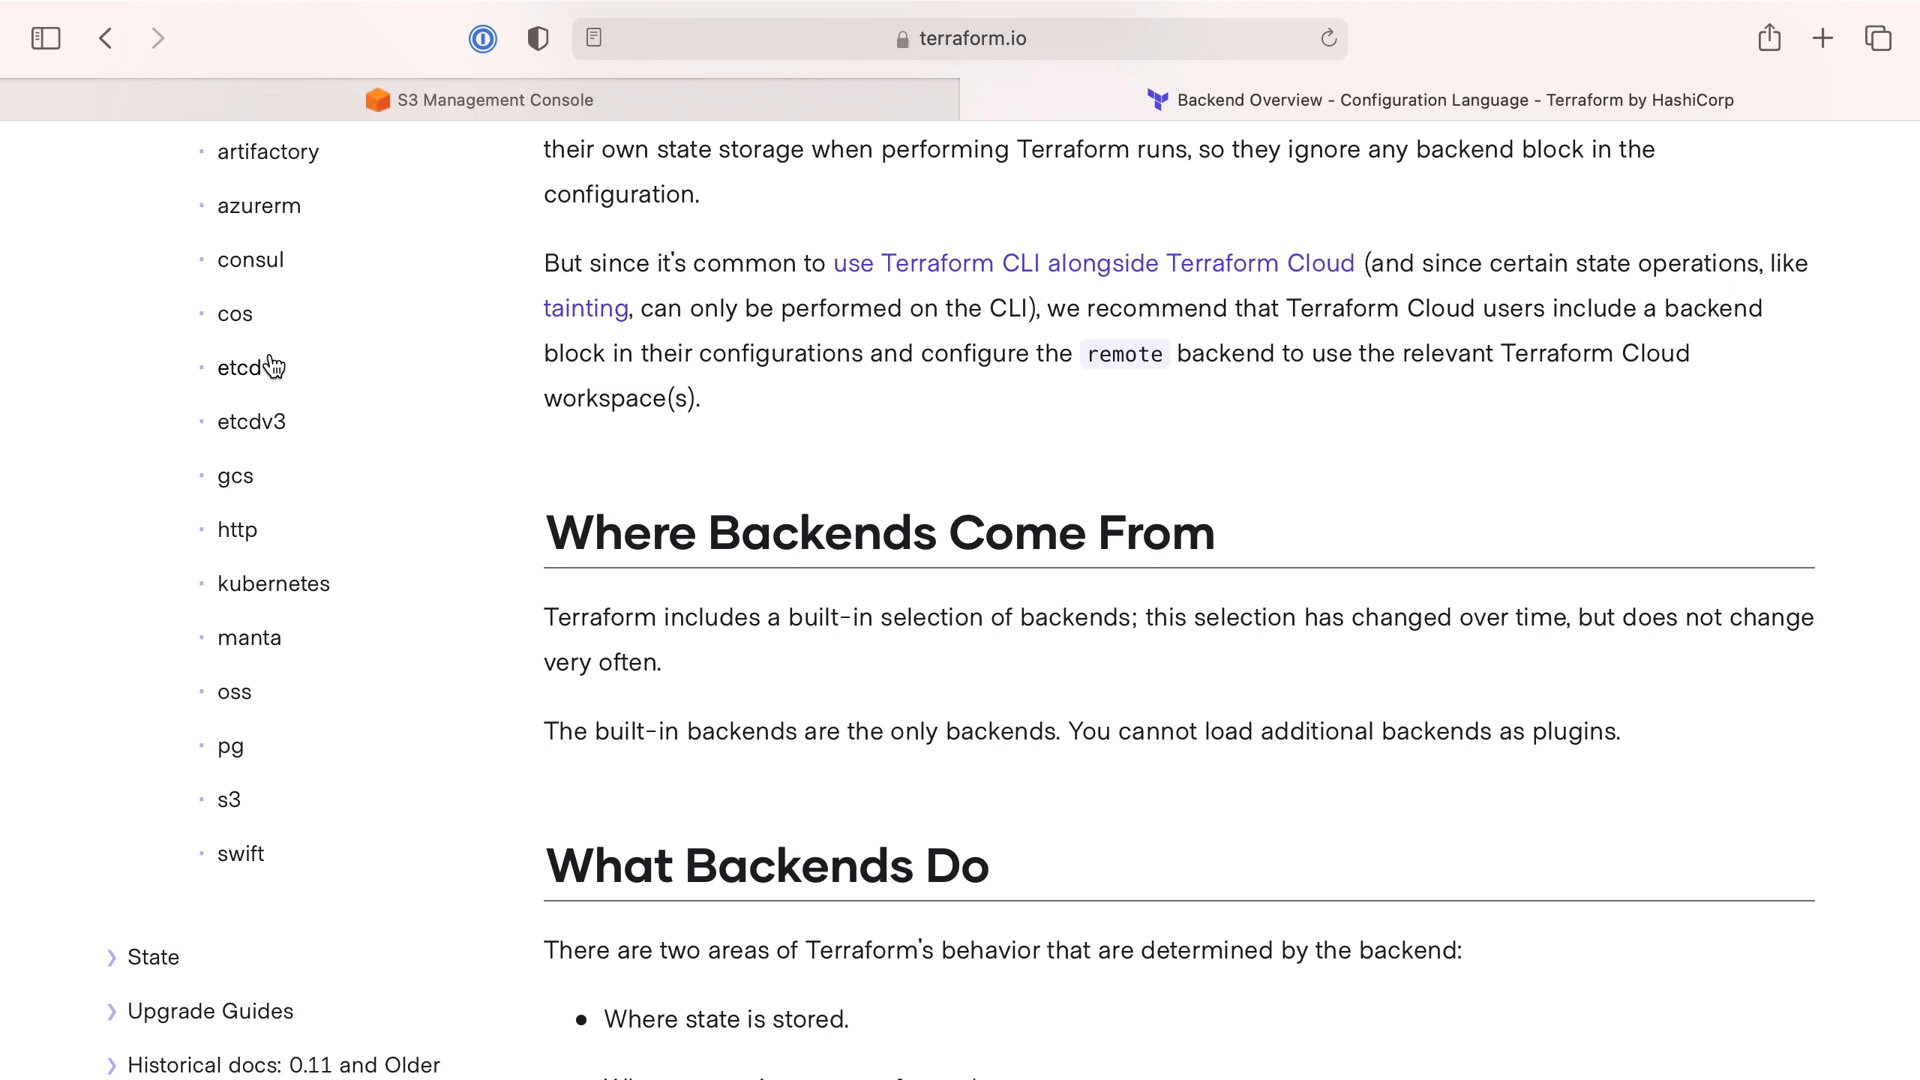 terraform.io
S3 Management Console
Backend Overview - Configuration Language - Terraform by HashiCorp
artifactory
azurerm
consul
cos
etcd
etcdv3
gcs
http
kubernetes
manta
oss
pg
s3
swift
State
Upgrade Guides
Historical docs: 0.11 and Older
their own state storage when performing Terraform runs, so they ignore any backend block in the
configuration.
But since it's common to use Terraform CLI alongside Terraform Cloud (and since certain state operations, like
tainting, can only be performed on the CLI), we recommend that Terraform Cloud users include a backend
block in their configurations and configure the remote backend to use the relevant Terraform Cloud
workspace(s).
Where Backends Come From
Terraform includes a built-in selection of backends; this selection has changed over time, but does not change
very often.
The built-in backends are the only backends. You cannot load additional backends as plugins.
What Backends Do
There are two areas of Terraform's behavior that are determined by the backend:
Where state is stored.